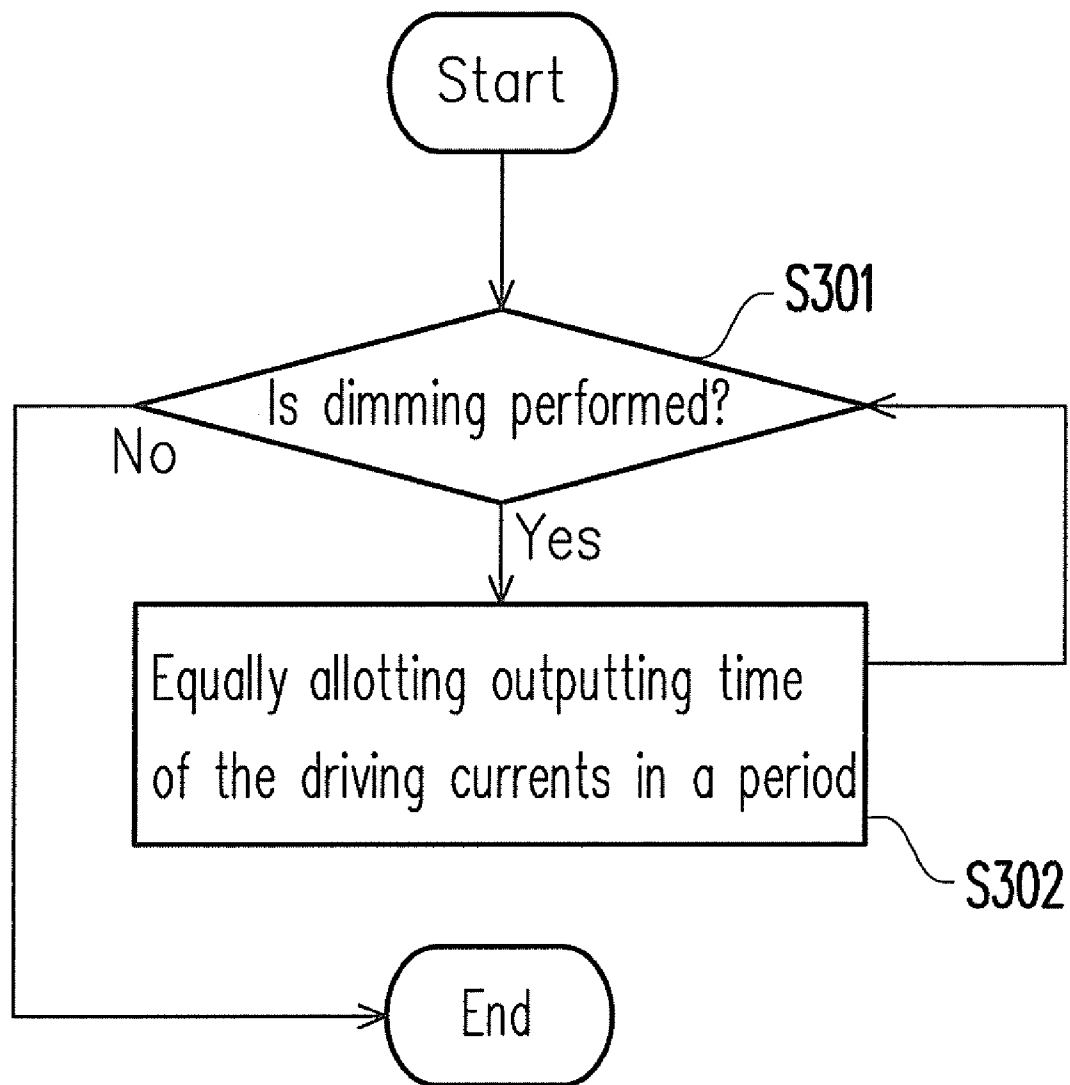 Start
S301
Is dimming performed?
No
Yes
Equally allotting outputting time
of the driving currents in a period
S302
End